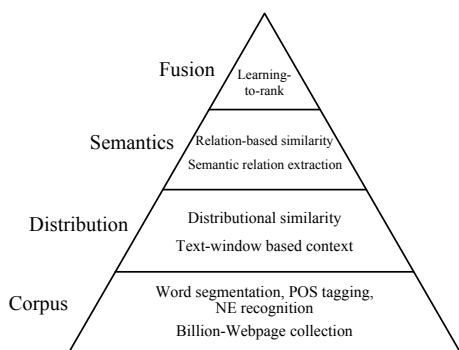 Fusion
Learning-
to-rank
Semantics
Relation-based similarity
Semantic relation extraction
Distribution
Distributional similarity
Text-window based context
Corpus
Word segmentation, POS tagging,
NE recognition
Billion-Webpage collection